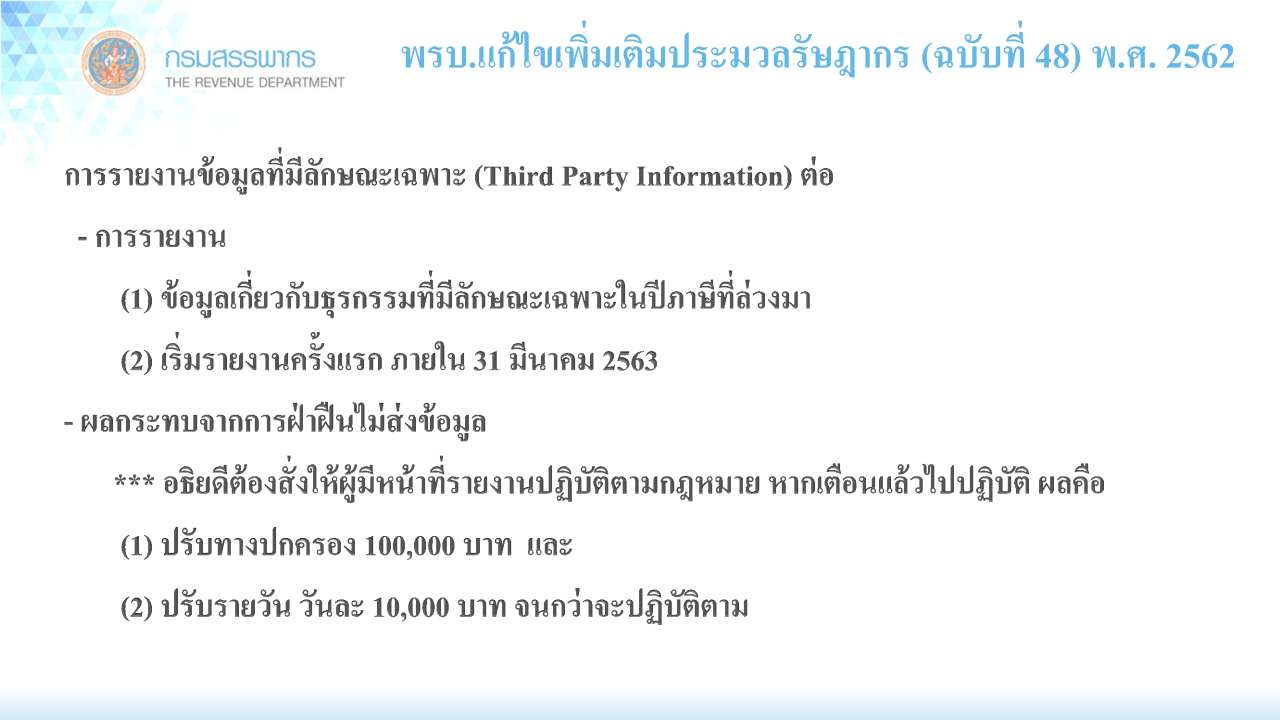 กรมสรรพากร
THE REVENUE DEPARTMENT
พรบ.แก้ไขเพิ่มเติมประมวลรัษฎากร (ฉบับที่ 48) พ.ศ. 2562
การรายงานข้อมูลที่มีลักษณะเฉพาะ (Third Party Information) ต่อ
- การรายงาน
(1) ข้อมูลเกี่ยวกับธุรกรรมที่มีลักษณะเฉพาะในปีภาษีที่ล่วงมา
(2) เริ่มรายงานครั้งแรก ภายใน 31 มีนาคม 2563
- ผลกระทบจากการฝ่าฝืนไม่ส่งข้อมูล
*** อธิยดีต้องสั่งให้ผู้มีหน้าที่รายงานปฏิบัติตามกฎหมาย หากเตือนแล้วไปปฏิบัติ ผลคือ
(1) ปรับทางปกครอง 100,000 บาท และ
(2) ปรับรายวัน วันละ 10,000 บาท จนกว่าจะปฏิบัติตาม